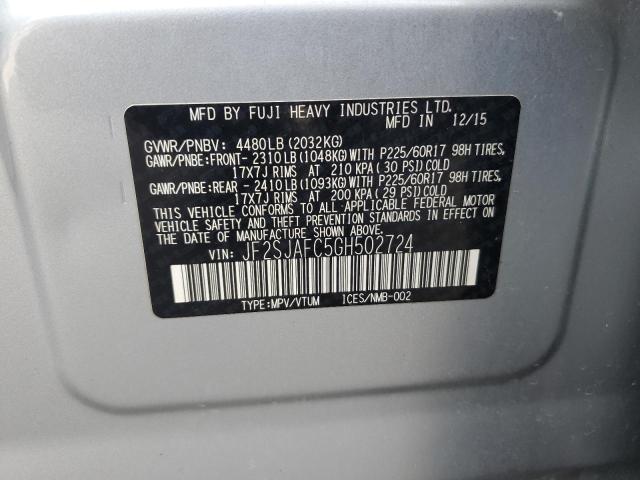 MFD BY FUJI HEAVY INDUSTRIES LTD.
MFD IN 12/15
GVWR/PNBV: 4480LB (2032KG)
GAWR/PNBE:FRONT- 2310LB(1048KG)WITH P225/60R17 98H TIRES,
17X7J RIMS AT 210 KPA( 30 PSI)COLD
GAWR/PNBE:REAR - 2410LB(1093KG)WITH P225/60R17 98H TIRES,
17X7J RIMS AT 200 KPA( 29 PSI)COLD
THIS VEHICLE CONFORMS TO ALL APPLICABLE FEDERAL MOTOR
VEHICLE SAFETY AND THEFT PREVENTION STANDARDS IN EFFECT ON
THE DATE OF MANUFACTURE SHOWN ABOVE.
VIN: JF2SJAFC5GH502724
TYPE:MPV/VTUM ICES/NMB-002